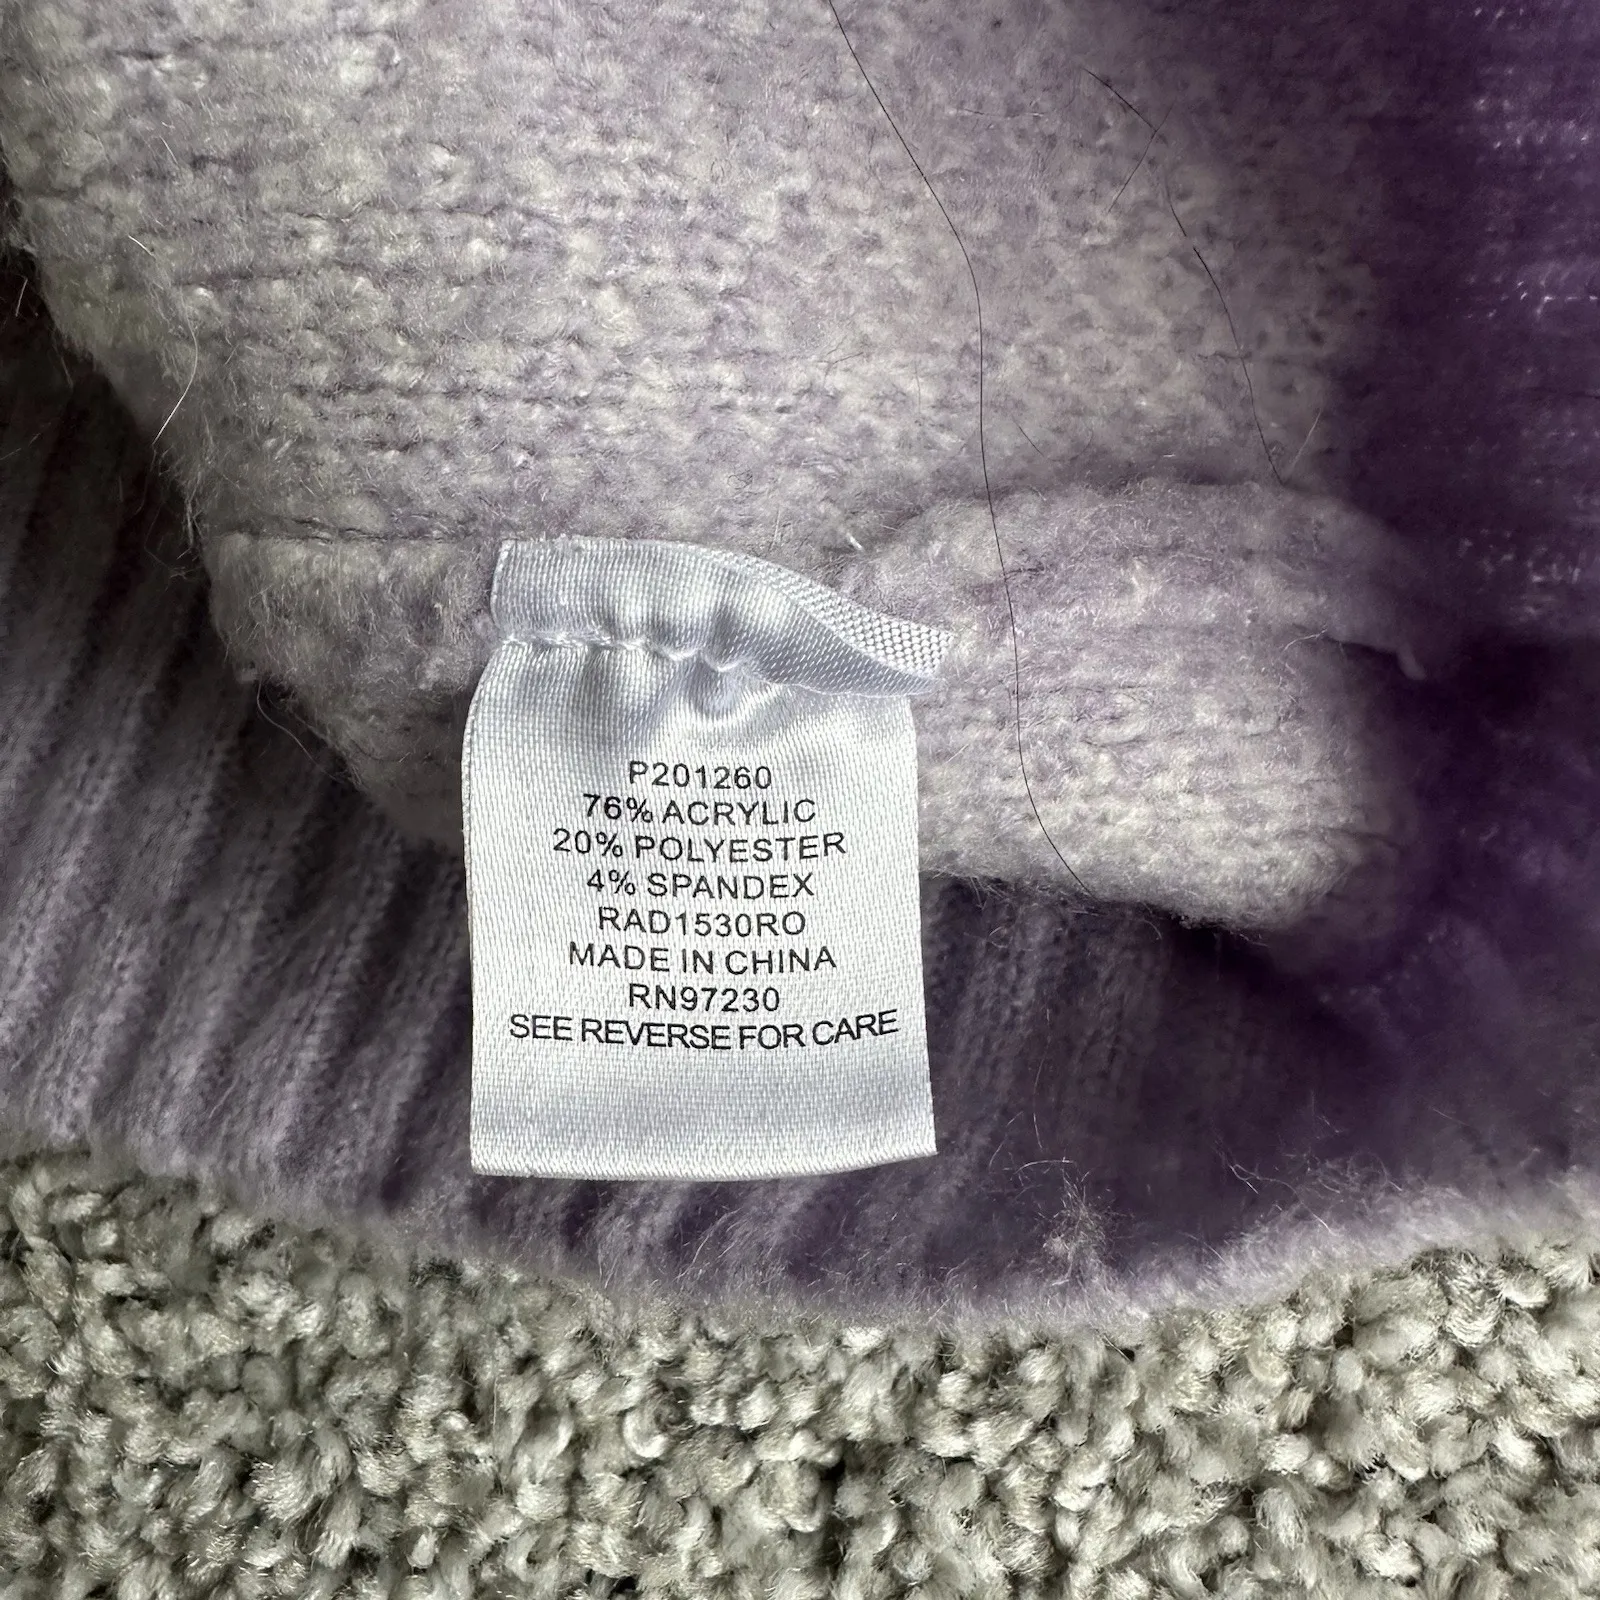 P201260
76% ACRYLIC
20% POLYESTER
4% SPANDEX
RAD1530RO
MADE IN CHINA
RN97230
SEE REVERSE FOR CARE